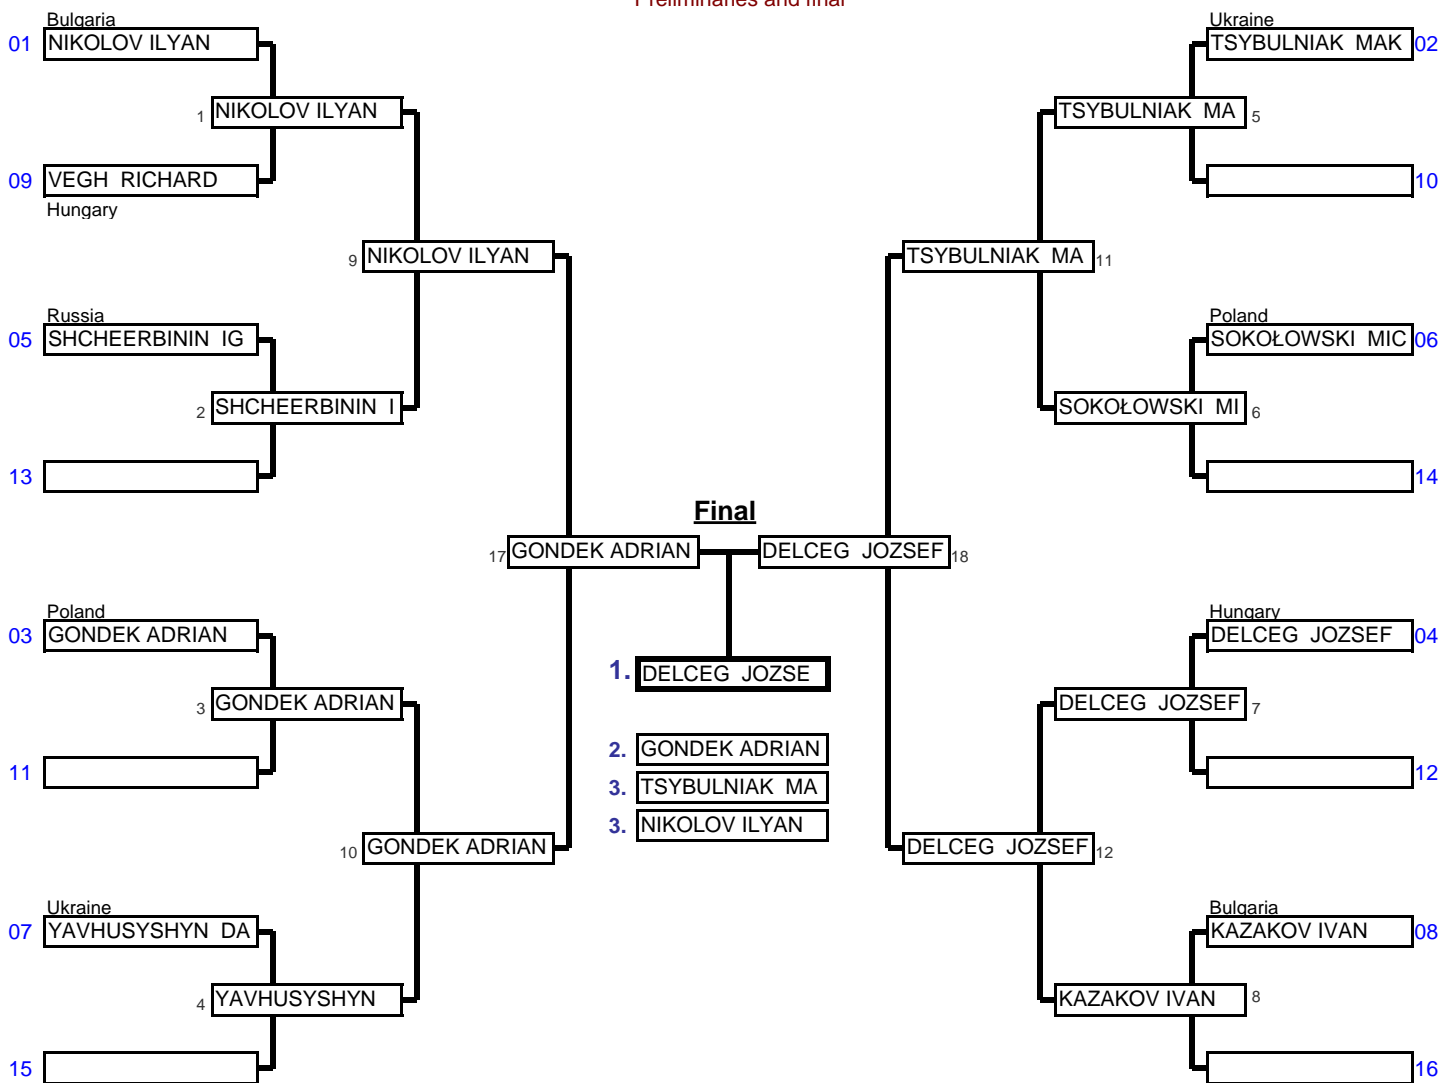 Preliminaries and final
Bulgaria
01 NIKOLOV ILYAN
1 NIKOLOV ILYAN
09 VEGH RICHARD
Hungary
9 NIKOLOV ILYAN
Russia
05 SHCHEERBININ IG
2 SHCHEERBININ I
13
17 GONDEK ADRIAN
Poland
03 GONDEK ADRIAN
3 GONDEK ADRIAN
11
10 GONDEK ADRIAN
Ukraine
07 YAVHUSYSHYN DA
4 YAVHUSYSHYN
15
Final
1. DELCEG JOZSE
2. GONDEK ADRIAN
3. TSYBULNIAK MA
3. NIKOLOV ILYAN
Ukraine
TSYBULNIAK MAK 02
TSYBULNIAK MA 5
10
TSYBULNIAK MA 11
Poland
SOKOŁOWSKI MIC 06
SOKOŁOWSKI MI 6
14
DELCEG JOZSEF 18
Hungary
DELCEG JOZSEF 04
DELCEG JOZSEF 7
12
DELCEG JOZSEF 12
Bulgaria
KAZAKOV IVAN 08
KAZAKOV IVAN 8
16